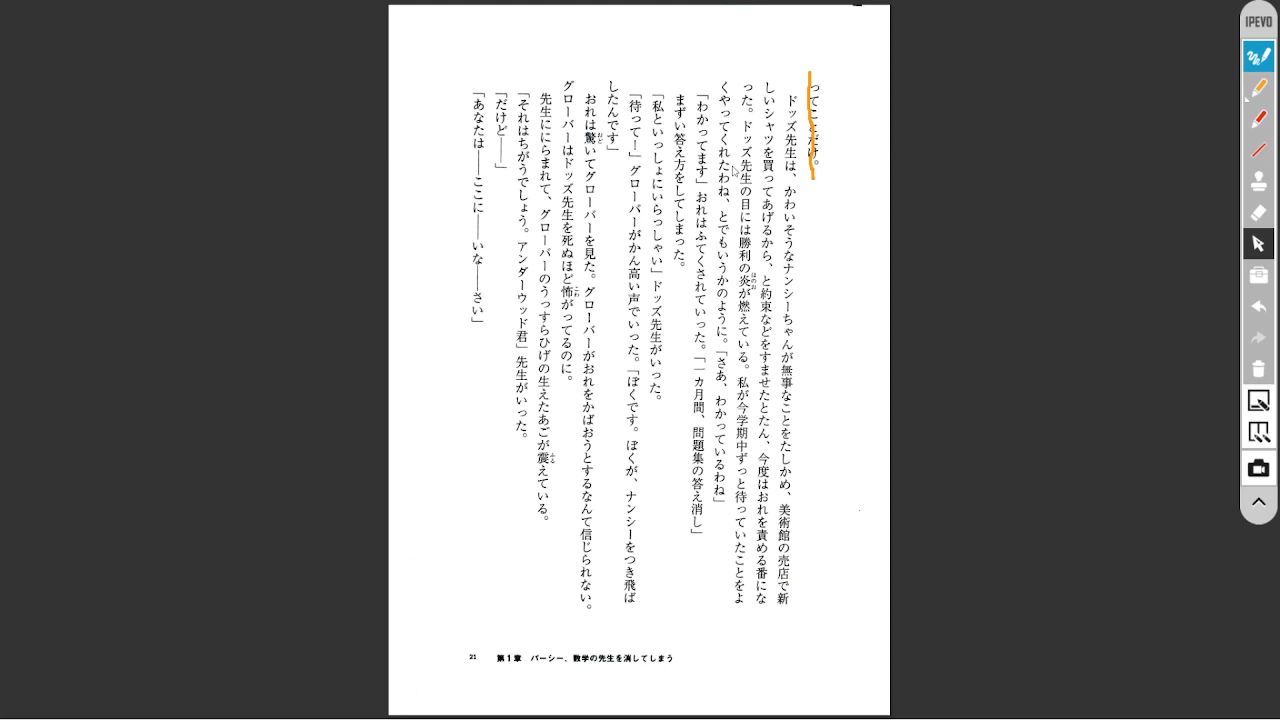 ってことだけ。
ドッズ先生は、かわいそうなナンシーちゃんが無事なことをたしかめ、美術館の売店で新
しいシャツを買ってあげるから、と約束などをすませたとたん、今度はおれを責める番にな
った。ドッズ先生の目には勝利の炎が燃えている。私が今学期中ずっと待っていたことをよ
くやってくれたわね、とでもいうかのように。「さあ、わかっているわね」
「わかってます」おれはふてくされていった。「一カ月間、問題集の答え消し」
まずい答え方をしてしまった。
「私といっしょにいらっしゃい」ドッズ先生がいった。
「待って！」グローバーがかん高い声でいった。「ぼくです。ぼくが、ナンシーをつき飛ば
したんです」
おれは驚いてグローバーを見た。グローバーがおれをかばおうとするなんて信じられない。
グローバーはドッズ先生を死ぬほど怖がってるのに。
先生ににらまれて、グローバーのうっすらひげの生えたあごが震えている。
「それはちがうでしょう。アンダーウッド君」先生がいった。
「だけど――」
「あなたは――ここに――いな――さい」
21 第1章 パーシー、数学の先生を消してしまう
IPEVO